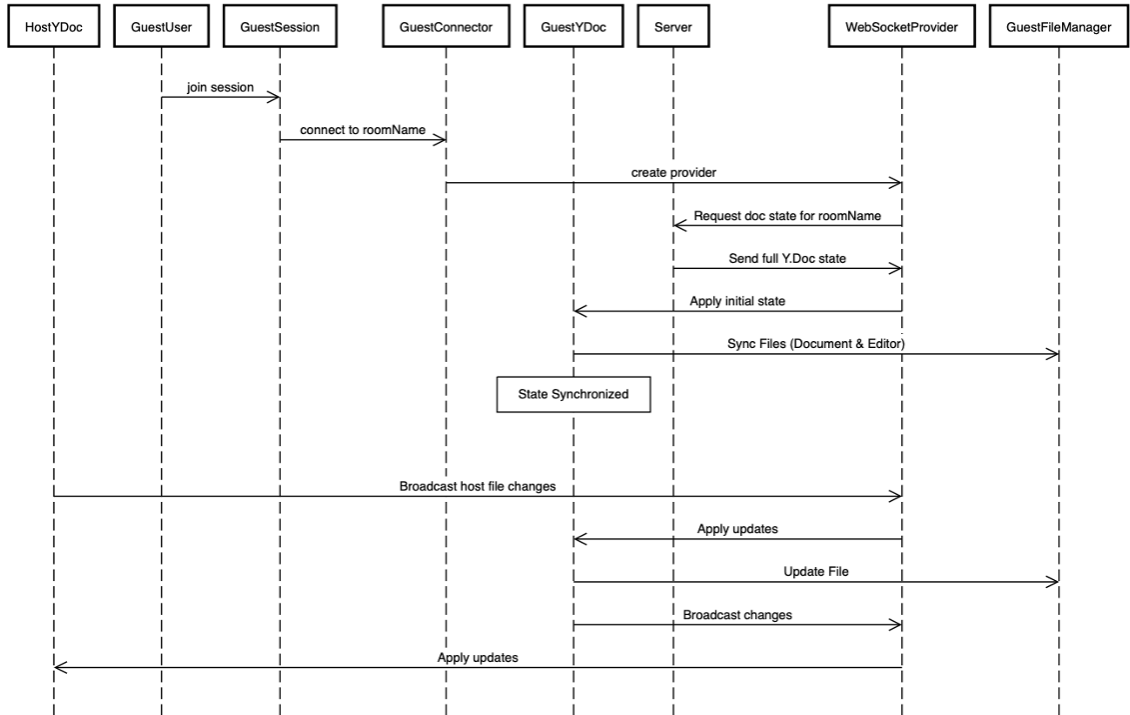 HostYDoc
GuestUser
GuestSession
GuestConnector
GuestYDoc
Server
WebSocketProvider
GuestFileManager
join session
connect to roomName
create provider
Request doc state for roomName
Send full Y.Doc state
Apply initial state
Sync Files (Document & Editor)
State Synchronized
Broadcast host file changes
Apply updates
Update File
Broadcast changes
Apply updates